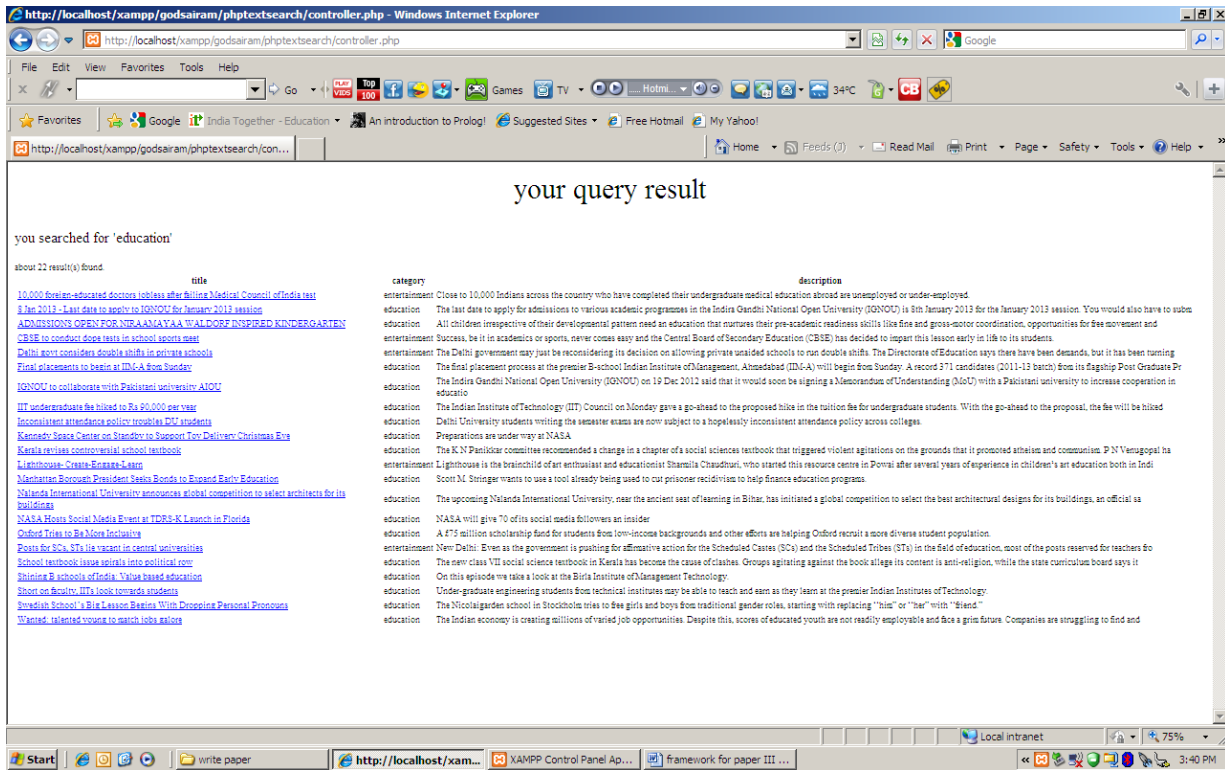 http://localhost/xampp/godsairam/phptextsearch/controller.php - Windows Internet Explorer
http://localhost/xampp/godsairam/phptextsearch/controller.php Google
File Edit View Favorites Tools Help
Go PLAY VIDS Top 100 Games TV .... Hotmi... 34°C CB
Favorites Google India Together - Education An introduction to Prolog! Suggested Sites Free Hotmail My Yahoo!
http://localhost/xampp/godsairam/phptextsearch/con... Home Feeds (J) Read Mail Print Page Safety Tools Help
your query result
you searched for 'education'
about 22 result(s) found.
title category description
10,000 foreign-educated doctors jobless after failing Medical Council of India test entertainment Close to 10,000 Indians across the country who have completed their undergraduate medical education abroad are unemployed or under-employed.
8 Jan 2013 - Last date to apply to IGNOU for January 2013 session education The last date to apply for admissions to various academic programmes in the Indira Gandhi National Open University (IGNOU) is 8th January 2013 for the January 2013 session. You would also have to subm
ADMISSIONS OPEN FOR NIRAAMAYAA WALDORF INSPIRED KINDERGARTEN education All children irrespective of their developmental pattern need an education that nurtures their pre-academic readiness skills like fine and gross-motor coordination, opportunities for free movement and
CBSE to conduct dope tests in school sports meet entertainment Success, be it in academics or sports, never comes easy and the Central Board of Secondary Education (CBSE) has decided to impart this lesson early in life to its students.
Delhi govt considers double shifts in private schools entertainment The Delhi government may just be reconsidering its decision on allowing private unaided schools to run double shifts. The Directorate of Education says there have been demands, but it has been turning
Final placements to begin at IIM-A from Sunday education The final placement process at the premier B-school Indian Institute of Management, Ahmedabad (IIM-A) will begin from Sunday. A record 371 candidates (2011-13 batch) from its flagship Post Graduate Pr
IGNOU to collaborate with Pakistani university AIOU education The Indira Gandhi National Open University (IGNOU) on 19 Dec 2012 said that it would soon be signing a Memorandum of Understanding (MoU) with a Pakistani university to increase cooperation in
educatio
IIT undergraduate fee hiked to Rs 90,000 per year education The Indian Institute of Technology (IIT) Council on Monday gave a go-ahead to the proposed hike in the tuition fee for undergraduate students. With the go-ahead to the proposal, the fee will be hiked
Inconsistent attendance policy troubles DU students education Delhi University students writing the semester exams are now subject to a hopelessly inconsistent attendance policy across colleges.
Kennedy Space Center on Standby to Support Toy Delivery Christmas Eve education Preparations are under way at NASA
Kerala revises controversial school textbook education The K N Panikkar committee recommended a change in a chapter of a social sciences textbook that triggered violent agitations on the grounds that it promoted atheism and communism. P N Venugopal ha
Lighthouse- Create-Engage-Learn entertainment Lighthouse is the brainchild of art enthusiast and educationist Sharmila Chaudhuri, who started this resource centre in Powai after several years of experience in children's art education both in Indi
Manhattan Borough President Seeks Bonds to Expand Early Education education Scott M. Stringer wants to use a tool already being used to cut prisoner recidivism to help finance education programs.
Nalanda International University announces global competition to select architects for its
buildings education The upcoming Nalanda International University, near the ancient seat of learning in Bihar, has initiated a global competition to select the best architectural designs for its buildings, an official sa
NASA Hosts Social Media Event at TDRS-K Launch in Florida education NASA will give 70 of its social media followers an insider
Oxford Tries to Be More Inclusive education A £75 million scholarship fund for students from low-income backgrounds and other efforts are helping Oxford recruit a more diverse student population.
Posts for SCs, STs lie vacant in central universities entertainment New Delhi: Even as the government is pushing for affirmative action for the Scheduled Castes (SCs) and the Scheduled Tribes (STs) in the field of education, most of the posts reserved for teachers fro
School textbook issue spirals into political row education The new class VII social science textbook in Kerala has become the cause of clashes. Groups agitating against the book allege its content is anti-religion, while the state curriculum board says it
Shining B schools of India: Value based education education On this episode we take a look at the Birla Institute of Management Technology.
Short on faculty, IITs look towards students education Under-graduate engineering students from technical institutes may be able to teach and earn as they learn at the premier Indian Institutes of Technology.
Swedish School's Big Lesson Begins With Dropping Personal Pronouns education The Nicolaigarden school in Stockholm tries to free girls and boys from traditional gender roles, starting with replacing "him" or "her" with "friend."
Wanted: talented young to match jobs galore education The Indian economy is creating millions of varied job opportunities. Despite this, scores of educated youth are not readily employable and face a grim future. Companies are struggling to find and
Local intranet 75%
Start write paper http://localhost/xam... XAMPP Control Panel Ap... framework for paper III ... 3:40 PM